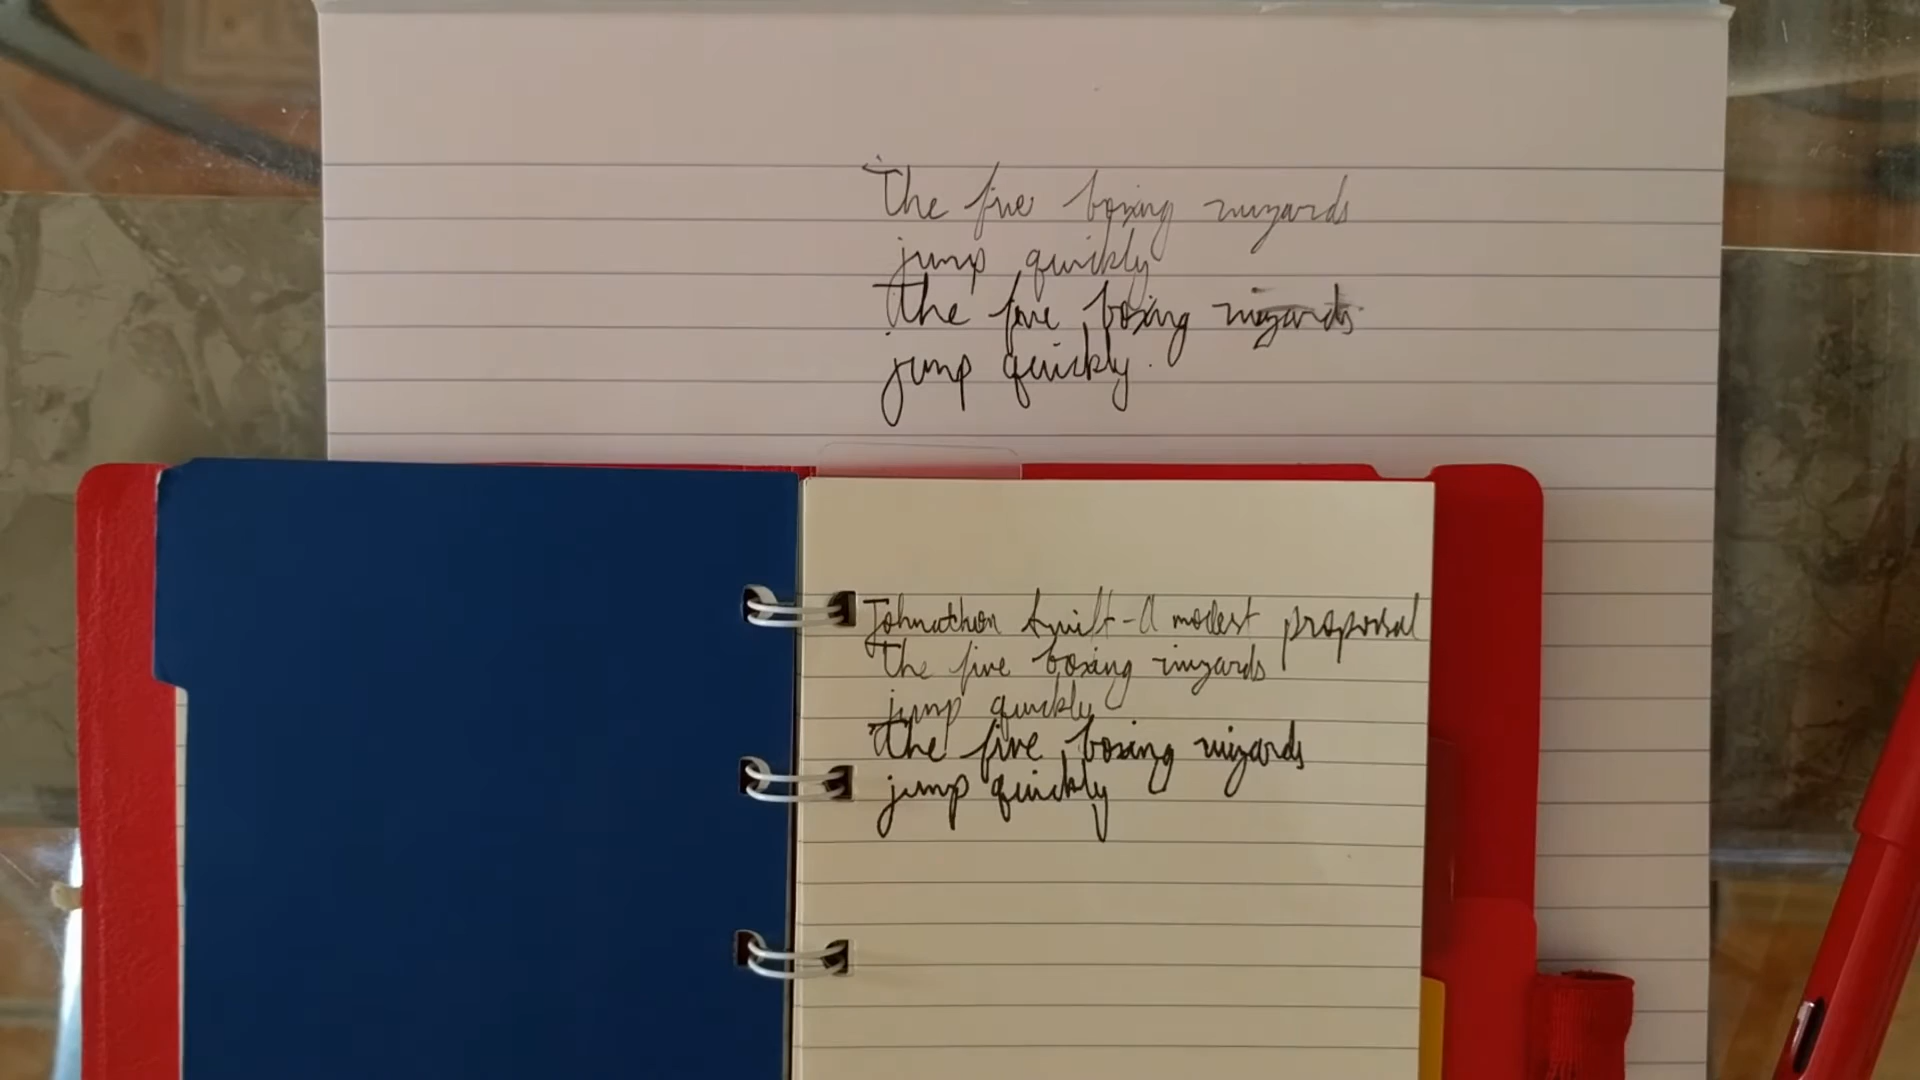 The five boxing wizards
jump quickly
The five boxing wizards
jump quickly.
Johnathon Swift - A modest proposal
The five boxing wizards
jump quickly
The five boxing wizards
jump quickly